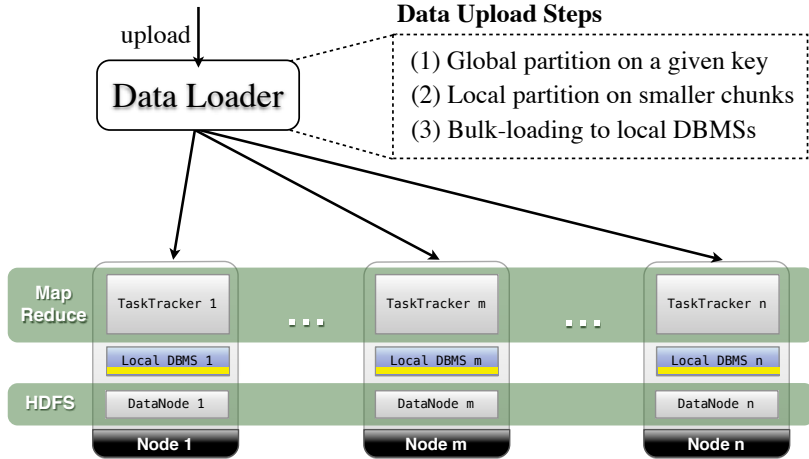 Data Upload Steps
upload
(1) Global partition on a given key
Data Loader
(2) Local partition on smaller chunks
(3) Bulk-loading to local DBMSs
Map
Reduce
TaskTracker 1
...
TaskTracker m
...
TaskTracker n
Local DBMS 1
Local DBMS m
Local DBMS n
HDFS
DataNode 1
DataNode m
DataNode n
Node 1
Node m
Node n